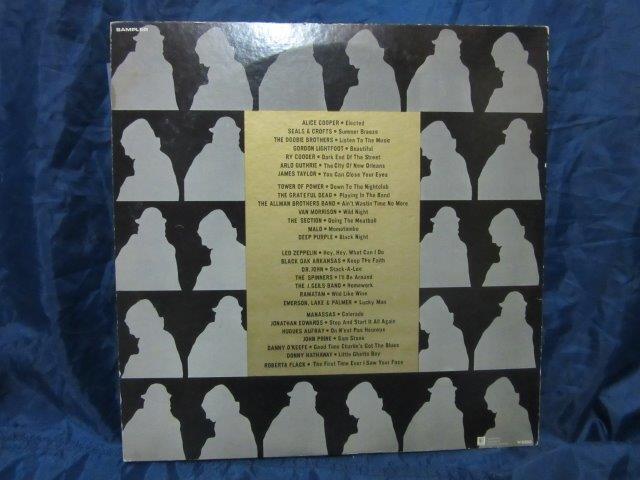 SAMPLER
ALICE COOPER • Elected
SEALS & CROFTS • Summer Breeze
THE DOOBIE BROTHERS • Listen To The Music
GORDON LIGHTFOOT • Beautiful
RY COODER • Dark End Of The Street
ARLO GUTHRIE • The City Of New Orleans
JAMES TAYLOR • You Can Close Your Eyes
TOWER OF POWER • Down To The Nightclub
THE GRATEFUL DEAD • Playing In The Band
THE ALLMAN BROTHERS BAND • Ain't Wastin Time No More
VAN MORRISON • Wild Night
THE SECTION • Doing The Meatball
MALO • Momotombo
DEEP PURPLE • Black Night
LED ZEPPELIN • Hey, Hey, What Can I Do
BLACK OAK ARKANSAS • Keep The Faith
DR. JOHN • Stack-A-Lee
THE SPINNERS • I'll Be Around
THE J. GEILS BAND • Homework
RAMATAM • Wild Like Wine
EMERSON, LAKE & PALMER • Lucky Man
MANASSAS • Colorado
JONATHAN EDWARDS • Stop And Start It All Again
HUGUES AUFRAY • On N'est Pas Heureux
JOHN PRINE • Sam Stone
DANNY O'KEEFE • Good Time Charlie's Got The Blues
DONNY HATHAWAY • Little Ghetto Boy
ROBERTA FLACK • The First Time Ever I Saw Your Face